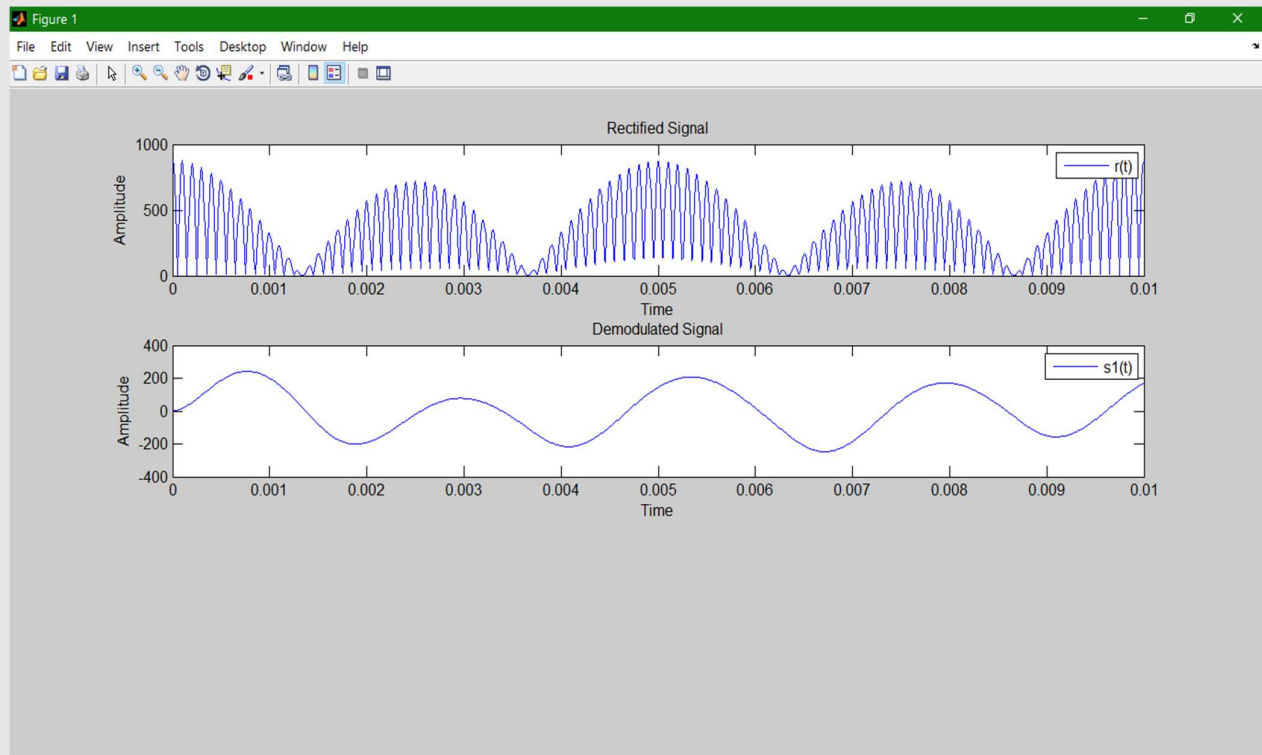 Figure 1
File Edit View Insert Tools Desktop Window Help
Rectified Signal
1000
500
0
Amplitude
r(t)
0 0.001 0.002 0.003 0.004 0.005 0.006 0.007 0.008 0.009 0.01
Time
Demodulated Signal
400
200
0
-200
-400
Amplitude
s1(t)
0 0.001 0.002 0.003 0.004 0.005 0.006 0.007 0.008 0.009 0.01
Time